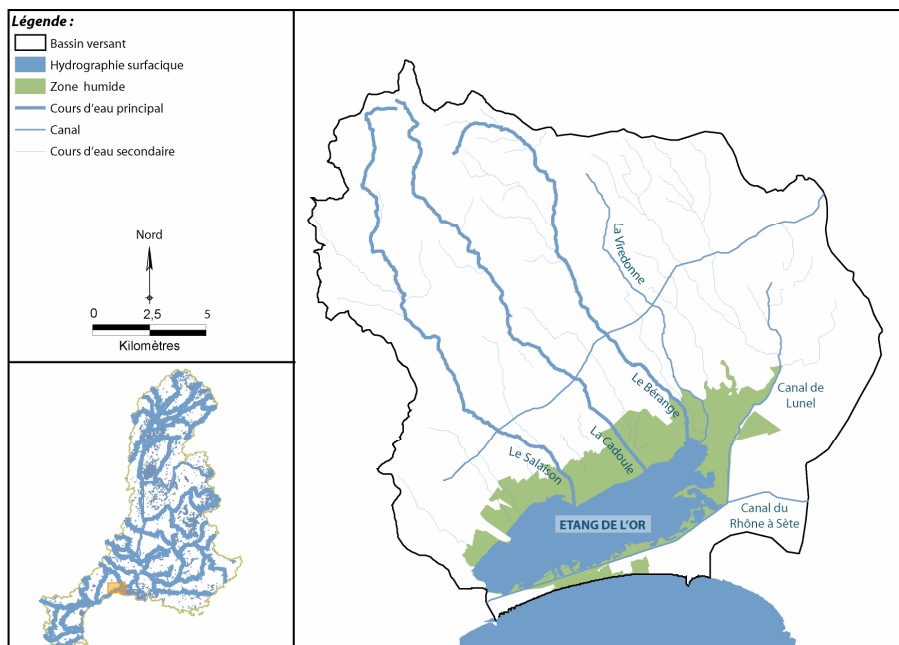 Légende :
Bassin versant
Hydrographie surfacique
Zone humide
Cours d'eau principal
Canal
Cours d'eau secondaire
Nord
0 2,5 5
Kilomètres
La Viredonne
Le Bérange
La Cadoule
Le Salaison
Canal de
Lunel
Canal du
Rhône à Sète
ETANG DE L'OR